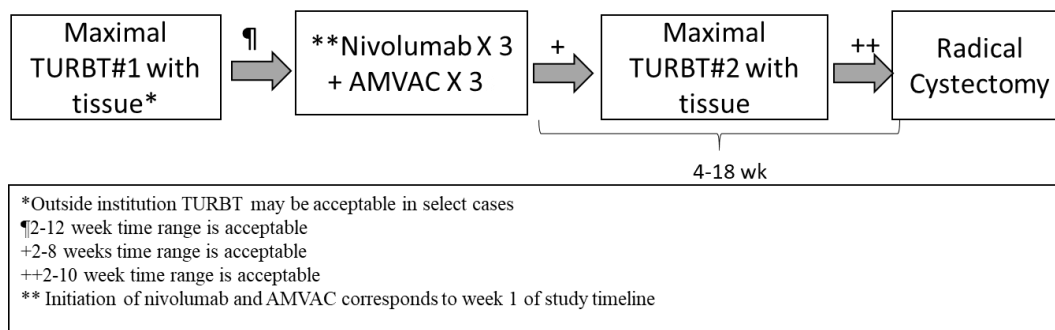 Maximal
TURBT#1 with
tissue*
¶
**Nivolumab X 3
+ AMVAC X 3
+
Maximal
TURBT#2 with
tissue
++
Radical
Cystectomy
4-18 wk
*Outside institution TURBT may be acceptable in select cases
¶2-12 week time range is acceptable
+2-8 weeks time range is acceptable
++2-10 week time range is acceptable
** Initiation of nivolumab and AMVAC corresponds to week 1 of study timeline